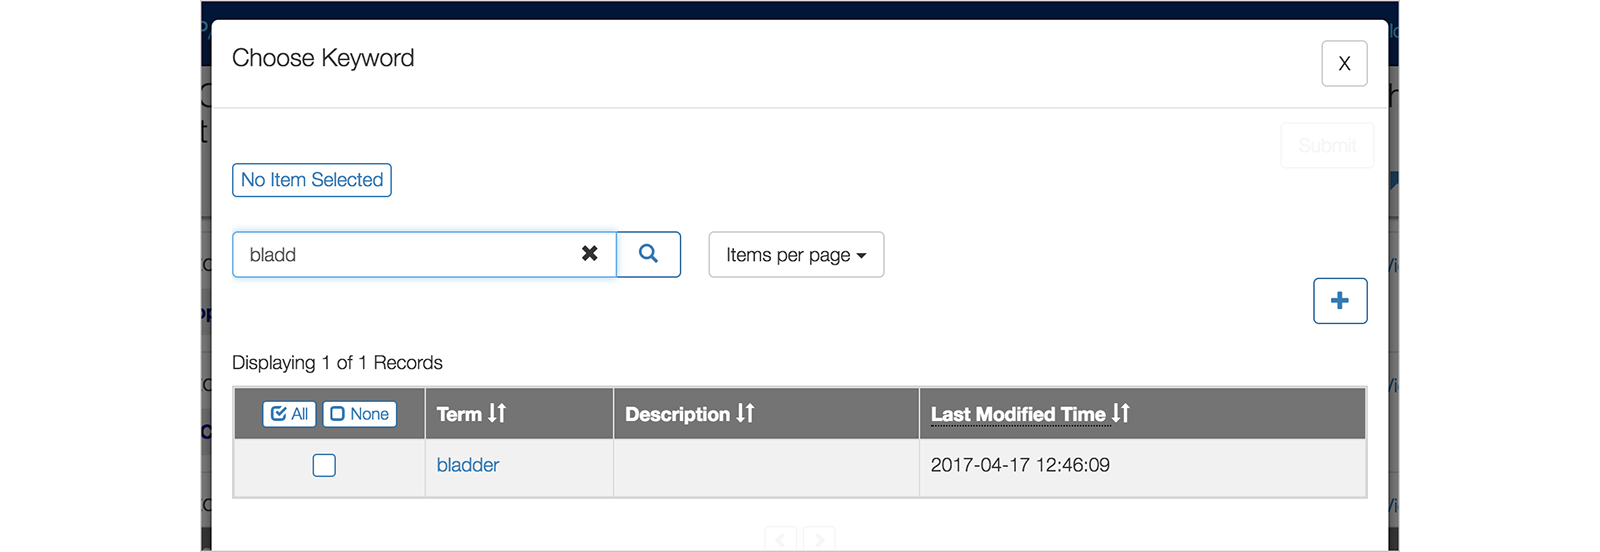 Choose Keyword
X
Submit
No Item Selected
bladd
Items per page
Displaying 1 of 1 Records
All None Term Description Last Modified Time
bladder 2017-04-17 12:46:09